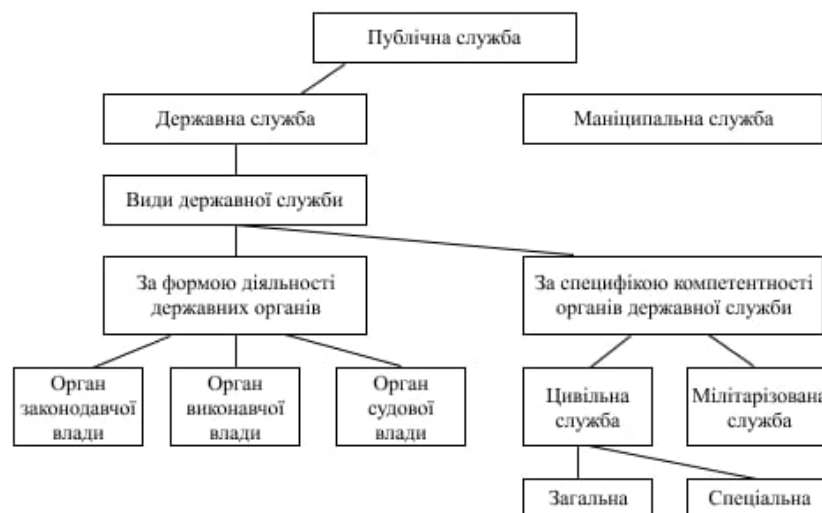 Публічна служба
Державна служба
Маніципальна служба
Види державної служби
За формою діяльності
державних органів
За специфікою компетентності
органів державної служби
Орган
законодавчої
влади
Орган
виконавчої
влади
Орган
судової
влади
Цивільна
служба
Мілітаризована
служба
Загальна
Спеціальна